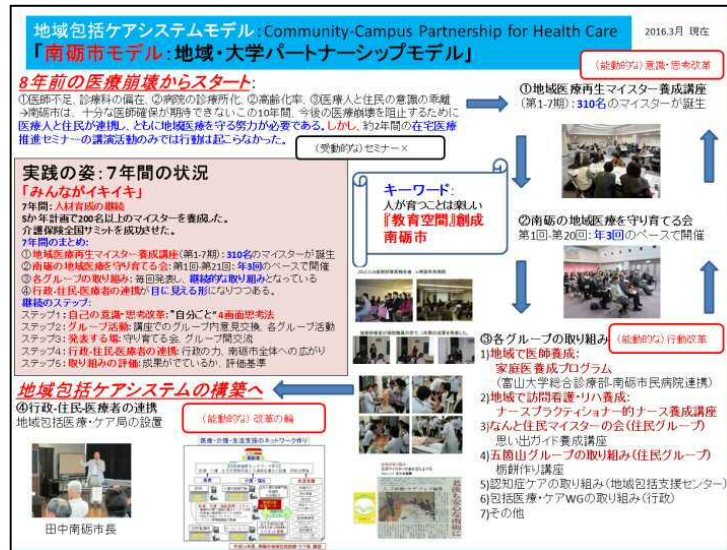 地域包括ケアシステムモデル:Community-Campus Partnership for Health Care
2016.3月 現在
「南砺市モデル:地域・大学パートナーシップモデル」
8年前の医療崩壊からスタート:
①医師不足、診療科の偏在、②病院の診療所化、②高齢化率、③医療人と住民の意識の乖離
→南砺市は、十分な医師確保が期待できないこの10年間、今後の医療崩壊を阻止するために
医療人と住民が連携し、ともに地域医療を守る努力が必要である。しかし、約2年間の在宅医療
推進セミナーの講演活動のみでは行動は起こらなかった。
(受動的な)セミナー×
(能動的な)意識・思考改革
①地域医療再生マイスター養成講座
(第1-7期):310名のマイスターが誕生
②南砺の地域医療を守り育てる会
第1回-第20回:年3回のペースで開催
実践の姿:7年間の状況
「みんながイキイキ」
7年間:人材育成の継続
5か年計画で200名以上のマイスターを養成した。
介護保険全国サミットを成功させた。
7年間のまとめ:
①地域医療再生マイスター養成講座(第1-7期):310名のマイスターが誕生
②南砺の地域医療を守り育てる会:第1回-第21回:年3回のペースで開催
③各グループの取り組み:毎回発表し、継続的な取り組みとなっている
④行政-住民-医療者の連携が目に見える形になりつつある。
継続のステップ:
ステップ1:自己の意識・思考改革:"自分ごと"4画面思考法
ステップ2:グループ活動:講座でのグループ内意見交換、各グループ活動
ステップ3:発表する場:守り育てる会、グループ間交流
ステップ4:行政-住民-医療者の連携:行政の力、南砺市全体への広がり
ステップ5:取り組みの評価:成果がでているか、評価基準
キーワード:
人が育つことは楽しい
『教育空間』創成
南砺市
③各グループの取り組み
(能動的な)行動改革
1)地域で医師養成:
家庭医養成プログラム
(富山大学総合診療部-南砺市民病院連携)
2)地域で訪問看護・リハ養成:
ナースプラクティショナー的ナース養成講座
3)なんと住民マイスターの会(住民グループ)
思い出ガイド養成講座
4)五箇山グループの取り組み(住民グループ)
栃餅作り講座
5)認知症ケアの取り組み(地域包括支援センター)
6)包括医療・ケアWGの取り組み(行政)
7)その他
地域包括ケアシステムの構築へ
④行政-住民-医療者の連携
地域包括医療・ケア局の設置
(能動的な)改革の輪
医療・介護・生活支援のネットワーク作り
田中南砺市長